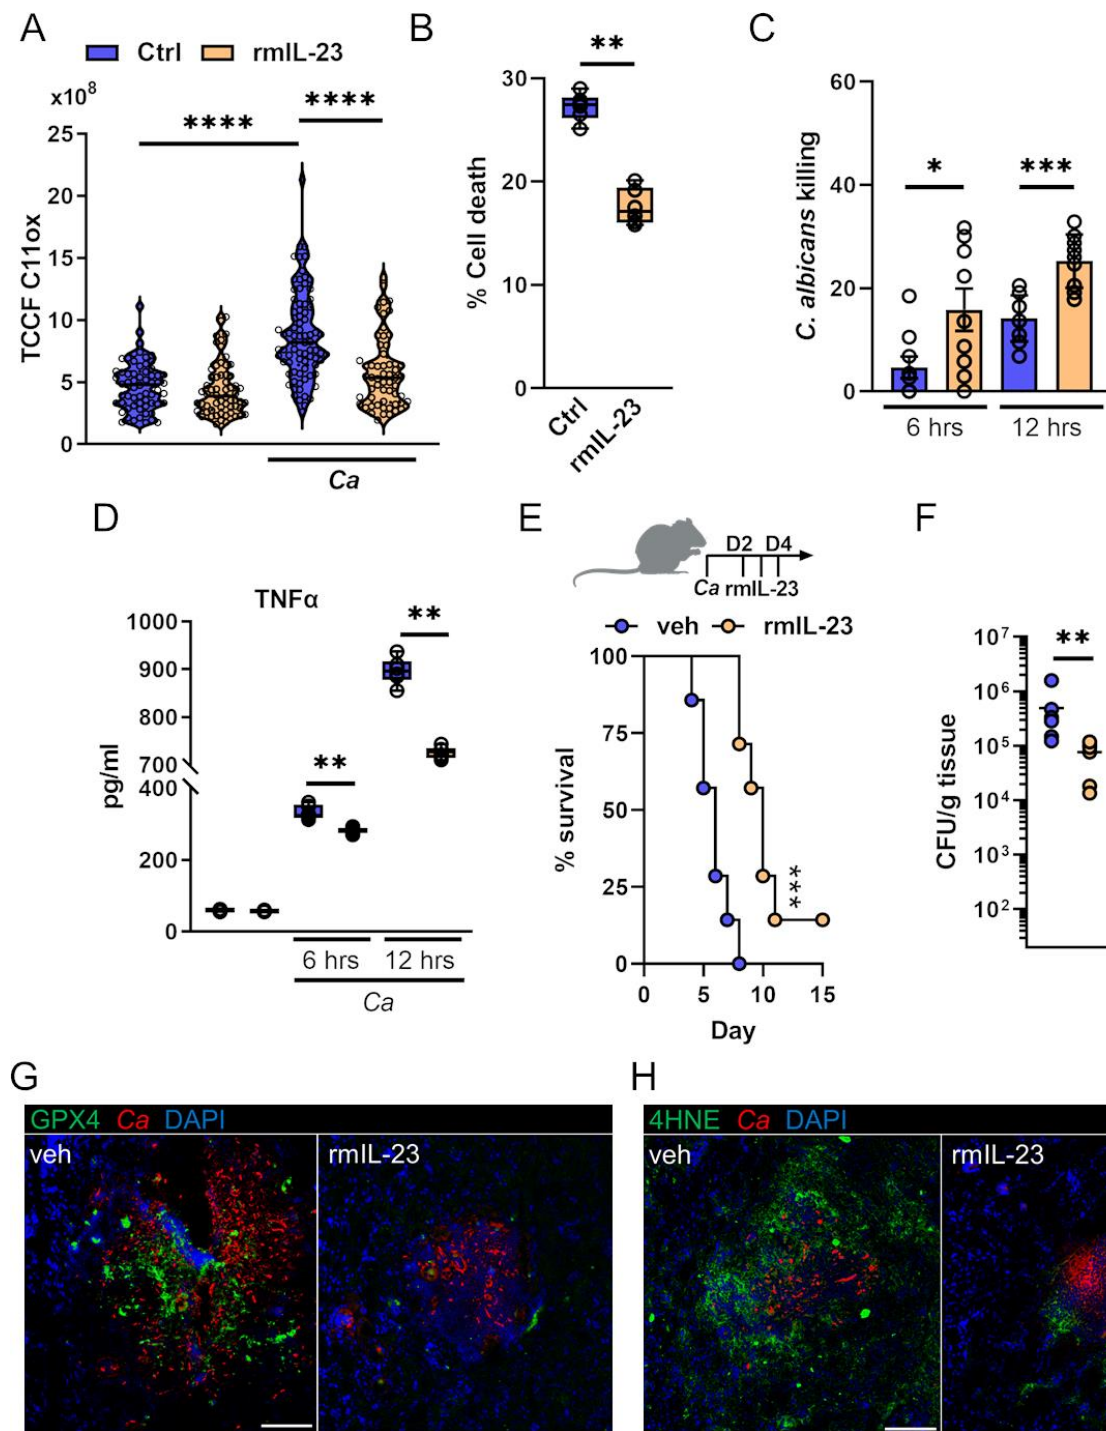 A
Ctrl rmIL-23
x10⁸
TCCF C11ox
25
20
15
10
5
0
****
****
Ca
B
**
% Cell death
30
20
10
0
Ctrl
rmIL-23
C
C. albicans killing
60
40
20
0
*
***
6 hrs
12 hrs
D
TNFα
pg/ml
1000
900
800
700
400
200
0
**
**
6 hrs
12 hrs
Ca
E
D2 D4
Ca rmIL-23
veh rmIL-23
% survival
100
75
50
25
0
***
0 5 10 15
Day
F
CFU/g tissue
10⁷
10⁶
10⁵
10⁴
10³
10²
**
G
GPX4 Ca DAPI
veh
rmIL-23
H
4HNE Ca DAPI
veh
rmIL-23